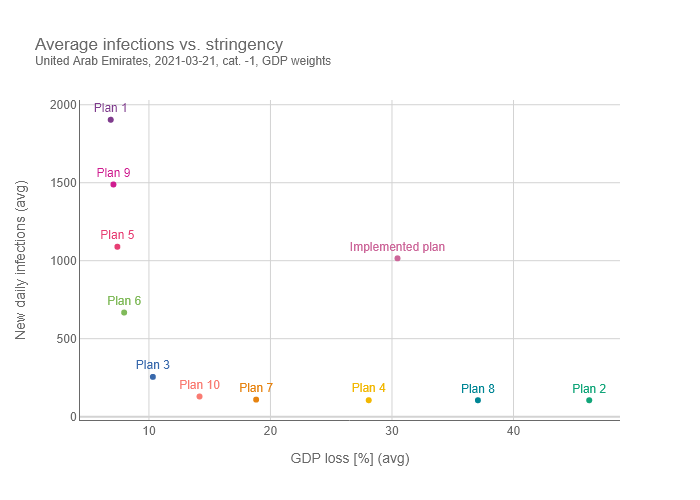 Average infections vs. stringency
United Arab Emirates, 2021-03-21, cat. -1, GDP weights
2000
Plan 1
1500
Plan 9
Plan 5
Implemented plan
1000
Plan 6
500
Plan 3
Plan 10
Plan 7
Plan 4
Plan 8
Plan 2
0
10
20
30
40
New daily infections (avg)
GDP loss [%] (avg)